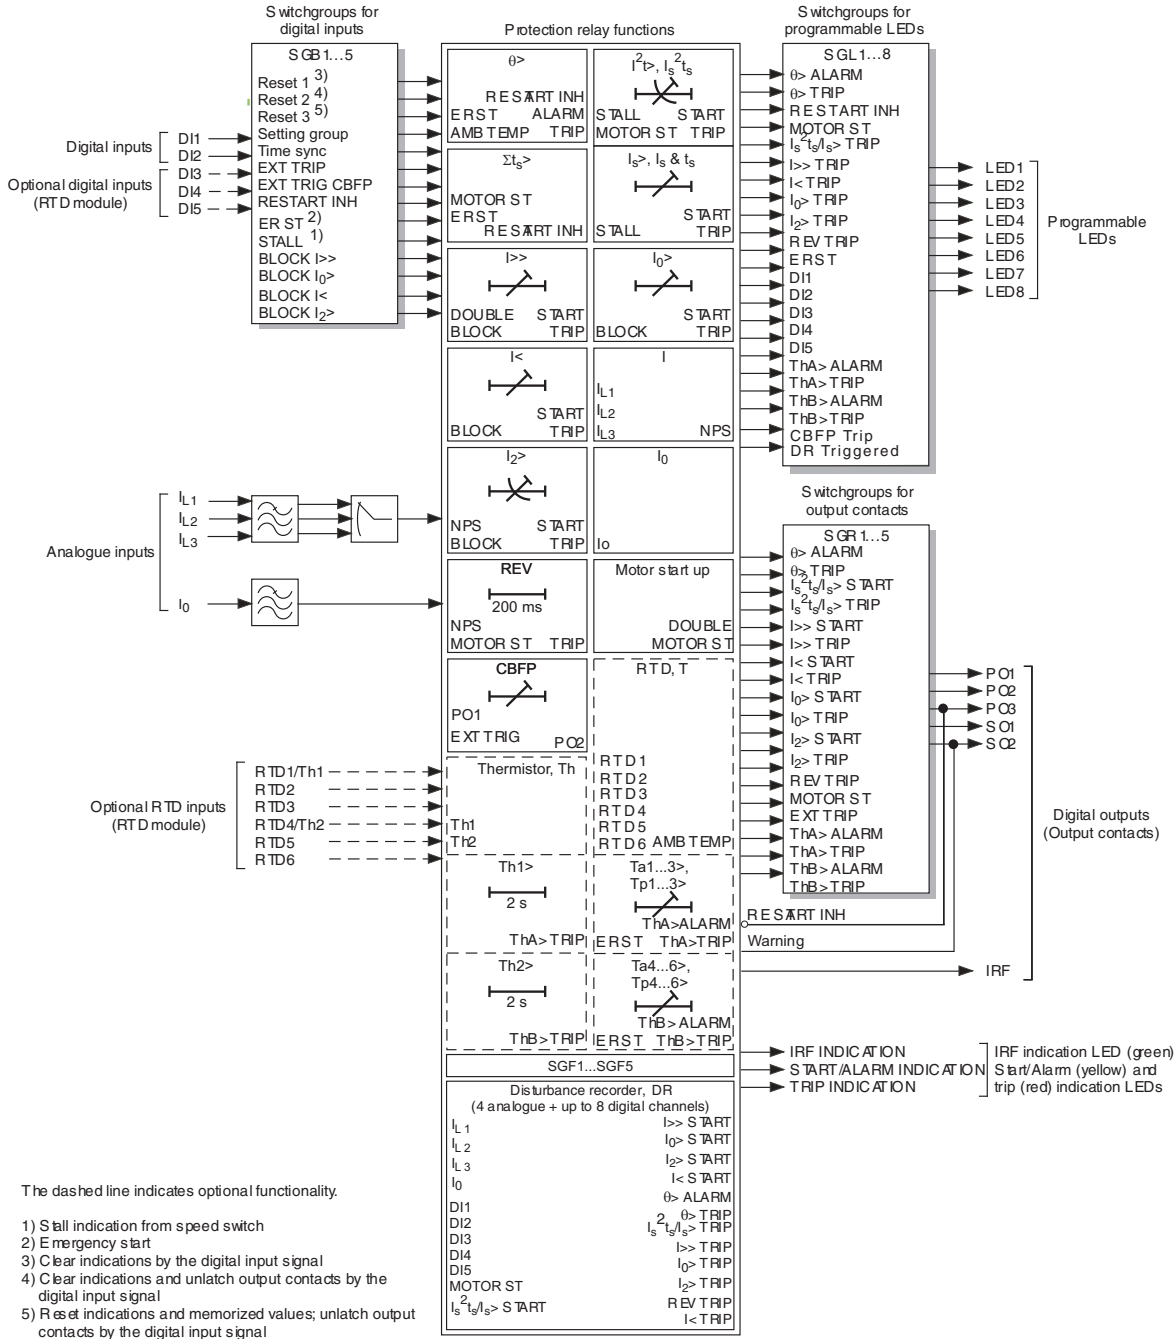 Switchgroups for
digital inputs
SGB1...5
Reset 1 3)
Reset 2 4)
Reset 3 5)
Setting group
Time sync
EXT TRIP
EXT TRIG CBFP
RESTART INH
ERST 2)
STALL 1)
BLOCK I>>
BLOCK I0>
BLOCK I<
BLOCK I2>
Digital inputs
DI1
DI2
Optional digital inputs
(RTD module)
DI3
DI4
DI5
Analogue inputs
IL1
IL2
IL3
I0
Optional RTD inputs
(RTD module)
RTD1/Th1
RTD2
RTD3
RTD4/Th2
RTD5
RTD6
Protection relay functions
θ>
RESTART INH
ERST ALARM
AMB TEMP TRIP
I²t>, Is²ts
STALL START
MOTOR ST TRIP
Σts>
MOTOR ST
ERST
RESTART INH
Is>, Is & ts
START
STALL TRIP
I>>
DOUBLE START
BLOCK TRIP
I0>
START
BLOCK TRIP
I<
START
BLOCK TRIP
I
IL1
IL2
IL3 NPS
I2>
NPS START
BLOCK TRIP
I0
Io
REV
200 ms
NPS
MOTOR ST TRIP
Motor start up
DOUBLE
MOTOR ST
CBFP
PO1
EXT TRIG PO2
RTD, T
RTD1
RTD2
RTD3
RTD4
RTD5
RTD6 AMB TEMP
Thermistor, Th
Th1
Th2
Th1>
2 s
ThA>TRIP
Ta1...3>,
Tp1...3>
ThA>ALARM
ERST ThA>TRIP
Th2>
2 s
ThB>TRIP
Ta4...6>,
Tp4...6>
ThB>ALARM
ERST ThB>TRIP
SGF1...SGF5
Disturbance recorder, DR
(4 analogue + up to 8 digital channels)
IL1
IL2
IL3
I0
DI1
DI2
DI3
DI4
DI5
MOTOR ST
Is²ts/Is> START
I>> START
I0> START
I2> START
I< START
θ> ALARM
θ> TRIP
Is²ts/Is> TRIP
I>> TRIP
I0> TRIP
I2> TRIP
REV TRIP
I< TRIP
Switchgroups for
programmable LEDs
SGL1...8
θ> ALARM
θ> TRIP
RESTART INH
MOTOR ST
Is²ts/Is> TRIP
I>> TRIP
I< TRIP
I0> TRIP
I2> TRIP
REV TRIP
ERST
DI1
DI2
DI3
DI4
DI5
ThA> ALARM
ThA> TRIP
ThB> ALARM
ThB> TRIP
CBFP Trip
DR Triggered
LED1
LED2
LED3
LED4
LED5
LED6
LED7
LED8
Programmable
LEDs
Switchgroups for
output contacts
SGR1...5
θ> ALARM
θ> TRIP
Is²ts/Is> START
Is²ts/Is> TRIP
I>> START
I>> TRIP
I< START
I< TRIP
I0> START
I0> TRIP
I2> START
I2> TRIP
REV TRIP
MOTOR ST
EXT TRIP
ThA> ALARM
ThA> TRIP
ThB> ALARM
ThB> TRIP
PO1
PO2
PO3
SO1
SO2
RESTART INH
Warning
IRF
Digital outputs
(Output contacts)
IRF INDICATION
START/ALARM INDICATION
TRIP INDICATION
IRF indication LED (green)
Start/Alarm (yellow) and
trip (red) indication LEDs
The dashed line indicates optional functionality.
1) Stall indication from speed switch
2) Emergency start
3) Clear indications by the digital input signal
4) Clear indications and unlatch output contacts by the
digital input signal
5) Reset indications and memorized values; unlatch output
contacts by the digital input signal